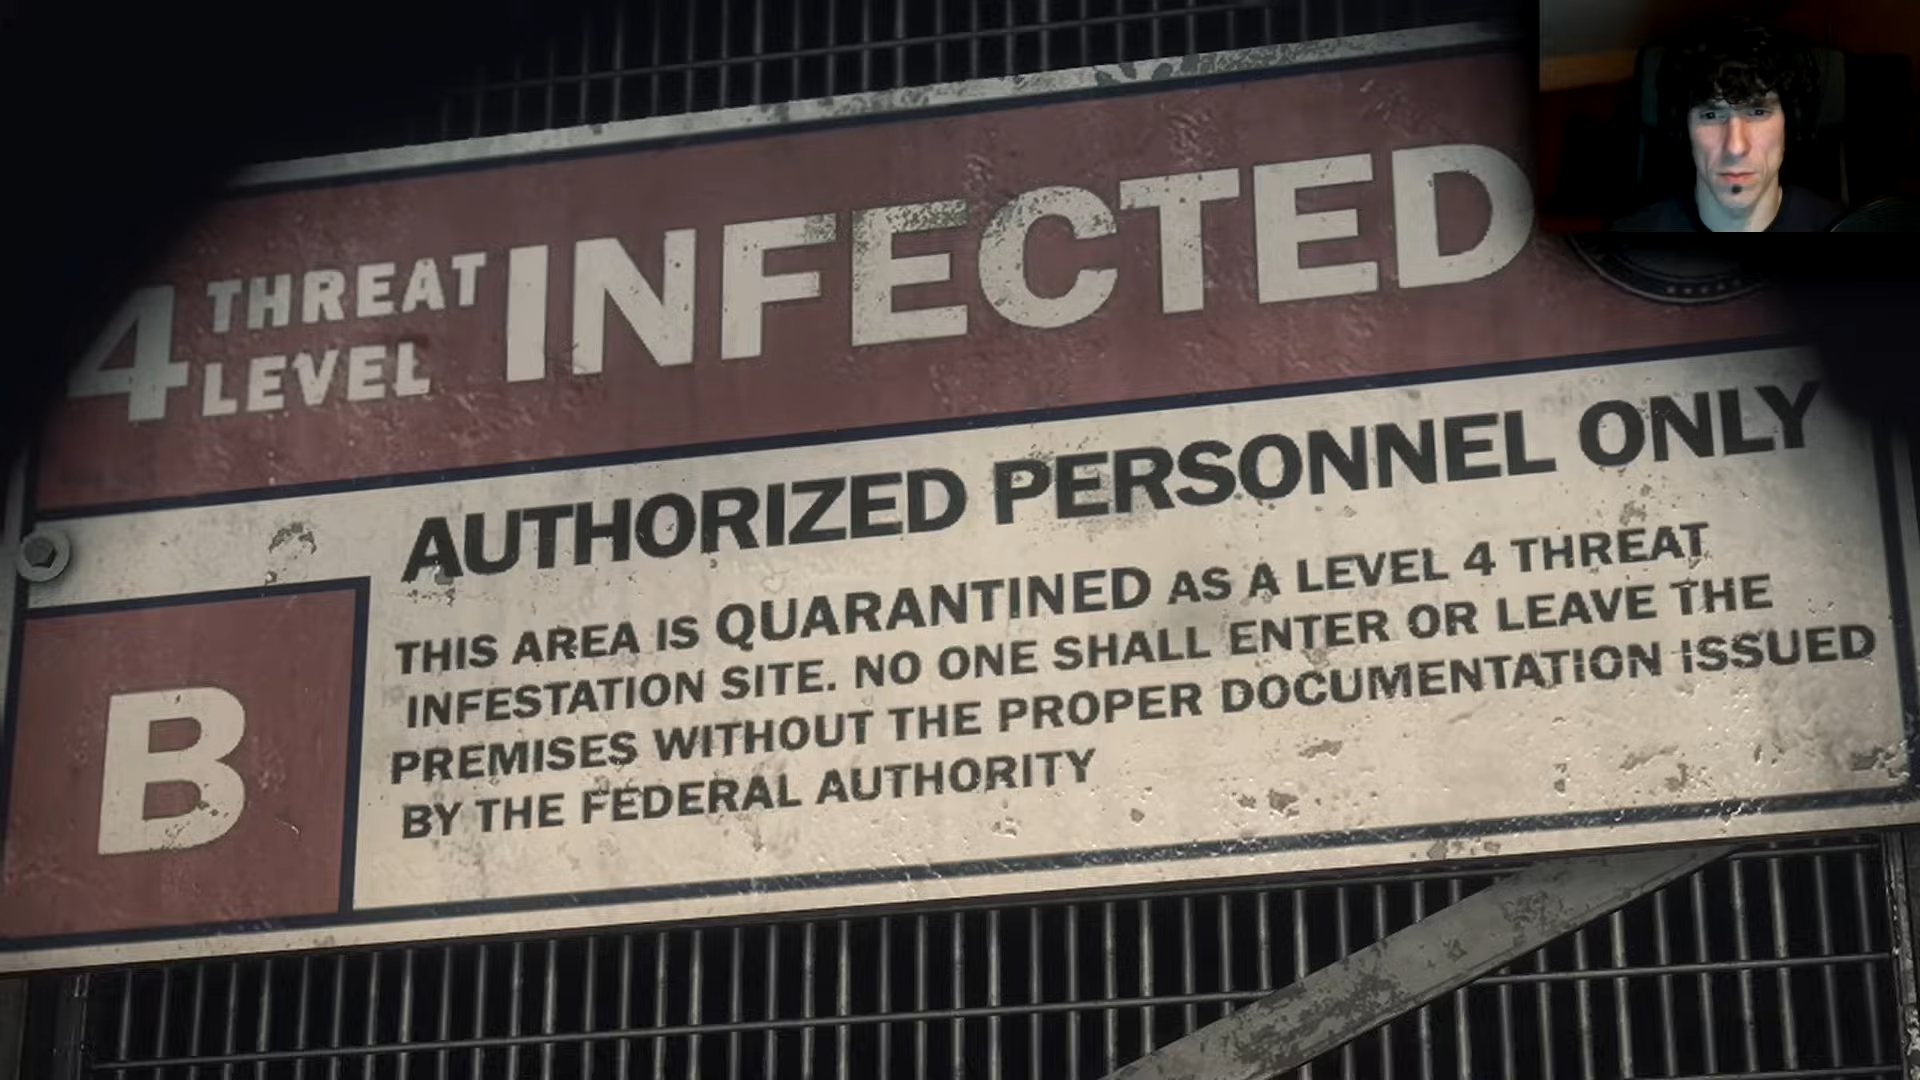 4 THREAT LEVEL INFECTED
AUTHORIZED PERSONNEL ONLY
THIS AREA IS QUARANTINED AS A LEVEL 4 THREAT
INFESTATION SITE. NO ONE SHALL ENTER OR LEAVE THE
PREMISES WITHOUT THE PROPER DOCUMENTATION ISSUED
BY THE FEDERAL AUTHORITY
B